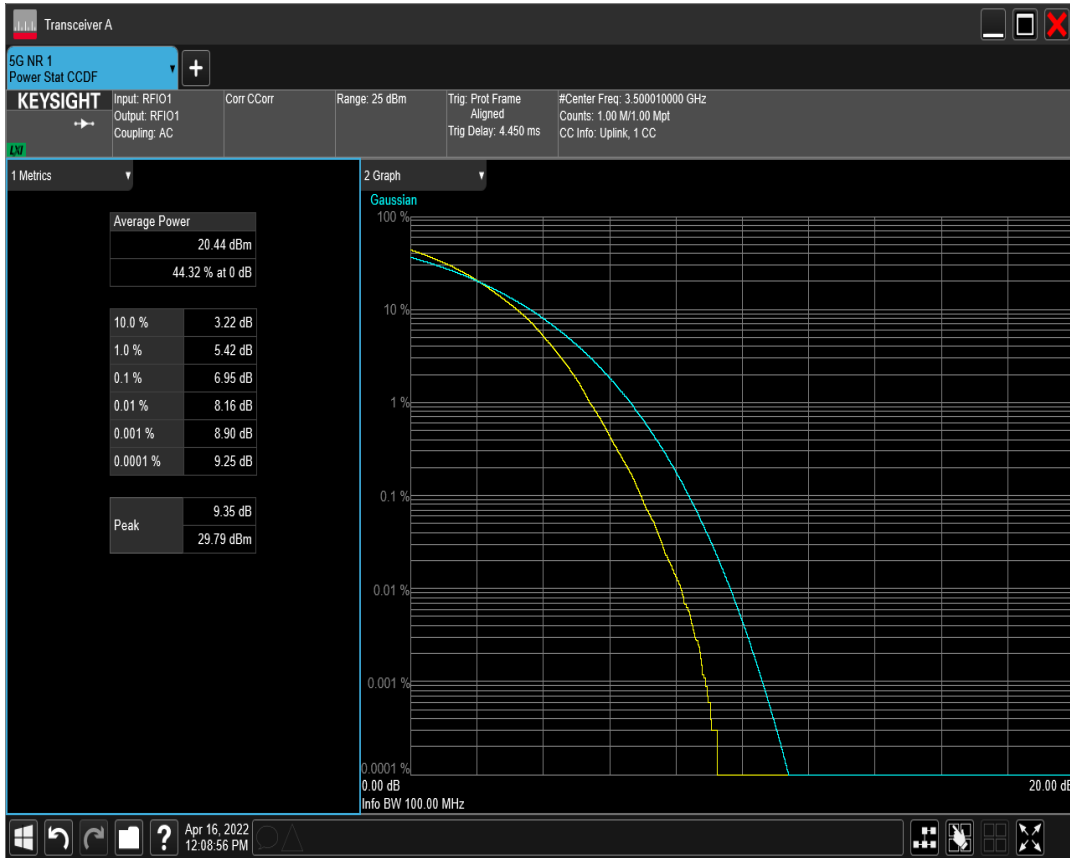 Transceiver A
5G NR 1
Power Stat CCDF
KEYSIGHT
LXI
Input: RFIO1
Output: RFIO1
Coupling: AC
Corr CCorr
Range: 25 dBm
Trig: Prot Frame
Aligned
Trig Delay: 4.450 ms
#Center Freq: 3.500010000 GHz
Counts: 1.00 M/1.00 Mpt
CC Info: Uplink, 1 CC
1 Metrics
Average Power
20.44 dBm
44.32 % at 0 dB
10.0 % 3.22 dB
1.0 % 5.42 dB
0.1 % 6.95 dB
0.01 % 8.16 dB
0.001 % 8.90 dB
0.0001 % 9.25 dB
Peak 9.35 dB
29.79 dBm
2 Graph
Gaussian
100 %
10 %
1 %
0.1 %
0.01 %
0.001 %
0.0001 %
0.00 dB 20.00 dB
Info BW 100.00 MHz
? Apr 16, 2022
12:08:56 PM